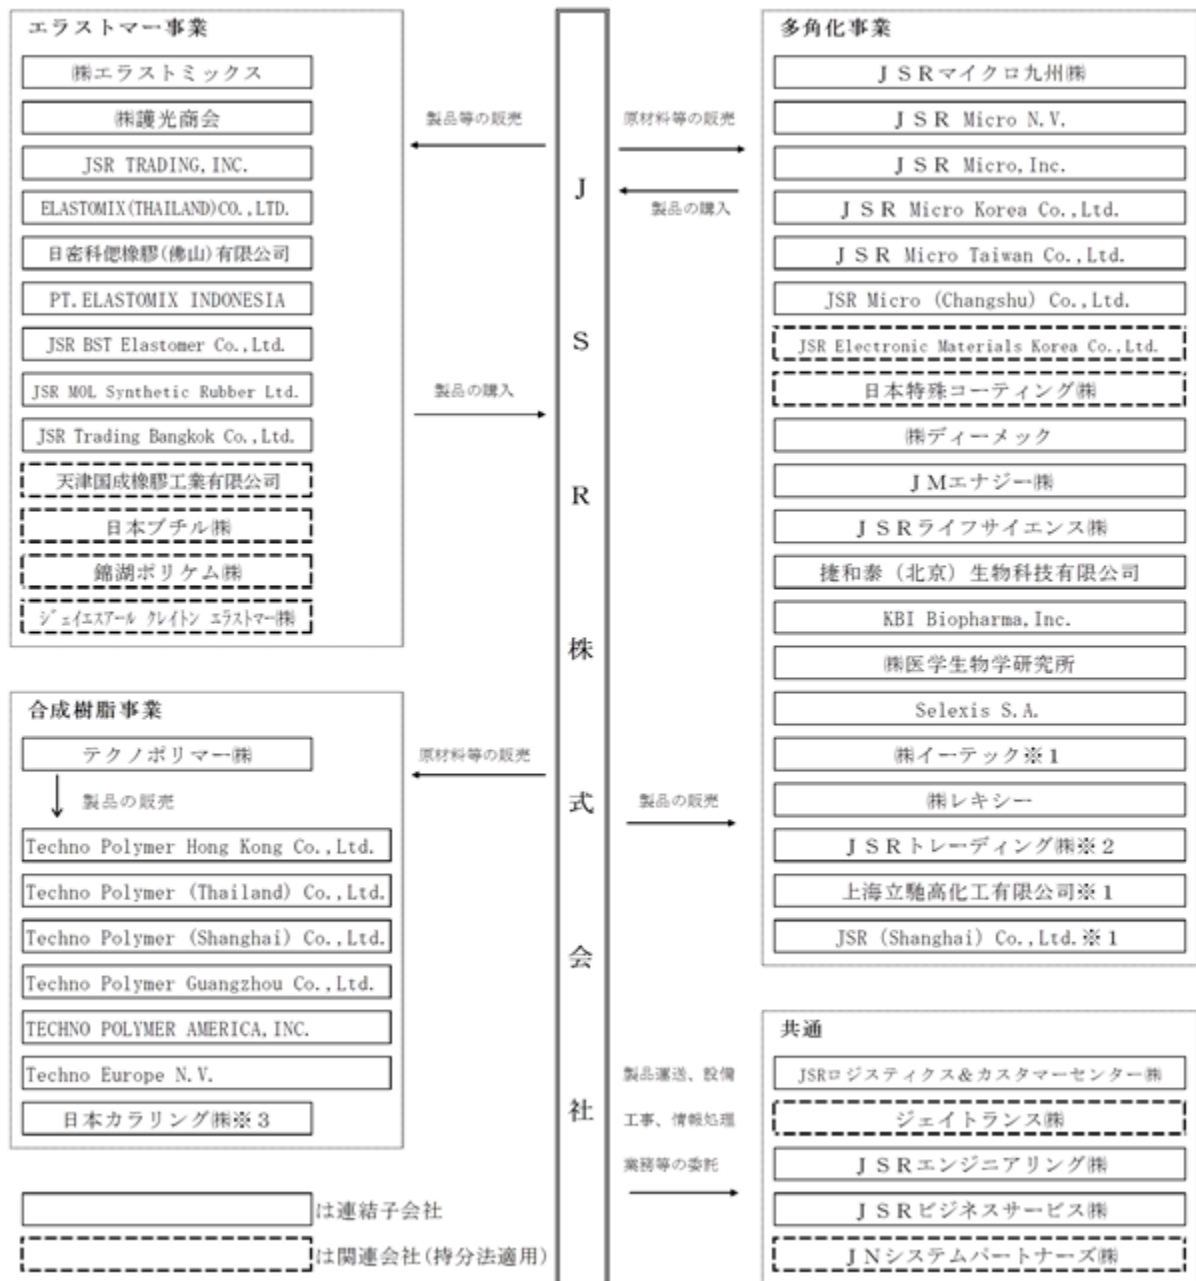 エラストマー事業
㈱エラストミックス
㈱護光商会
JSR TRADING,INC.
ELASTOMIX(THAILAND)CO.,LTD.
日密科偲橡膠(佛山)有限公司
PT.ELASTOMIX INDONESIA
JSR BST Elastomer Co.,Ltd.
JSR MOL Synthetic Rubber Ltd.
JSR Trading Bangkok Co.,Ltd.
天津国成橡膠工業有限公司
日本ブチル㈱
錦湖ポリケム㈱
ジェイエスアール クレイトン エラストマー㈱
合成樹脂事業
テクノポリマー㈱
製品の販売
Techno Polymer Hong Kong Co.,Ltd.
Techno Polymer (Thailand) Co.,Ltd.
Techno Polymer (Shanghai) Co.,Ltd.
Techno Polymer Guangzhou Co.,Ltd.
TECHNO POLYMER AMERICA,INC.
Techno Europe N.V.
日本カラリング㈱※3
は連結子会社
は関連会社(持分法適用)
製品等の販売
製品の購入
原材料等の販売
JSR株式会社
原材料等の販売
製品の購入
製品の販売
製品運送、設備
工事、情報処理
業務等の委託
多角化事業
JSRマイクロ九州㈱
JSR Micro N.V.
JSR Micro,Inc.
JSR Micro Korea Co.,Ltd.
JSR Micro Taiwan Co.,Ltd.
JSR Micro (Changshu) Co.,Ltd.
JSR Electronic Materials Korea Co.,Ltd.
日本特殊コーティング㈱
㈱ディーメック
JMエナジー㈱
JSRライフサイエンス㈱
捷和泰（北京）生物科技有限公司
KBI Biopharma,Inc.
㈱医学生物学研究所
Selexis S.A.
㈱イーテック※1
㈱レキシー
JSRトレーディング㈱※2
上海立馳高化工有限公司※1
JSR (Shanghai) Co.,Ltd.※1
共通
JSRロジスティクス&カスタマーセンター㈱
ジェイトランス㈱
JSRエンジニアリング㈱
JSRビジネスサービス㈱
JNシステムパートナーズ㈱